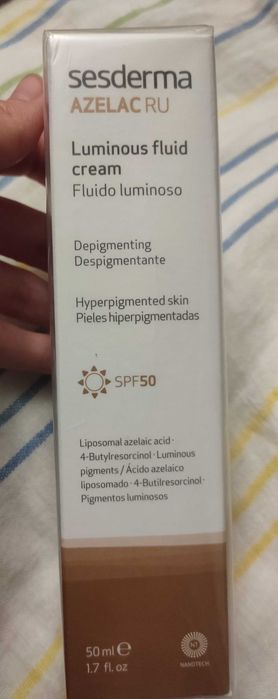 sesderma
AZELAC RU
Luminous fluid
cream
Fluido luminoso
Depigmenting
Despigmentante
Hyperpigmented skin
Pieles hiperpigmentadas
SPF50
Liposomal azelaic acid ·
4-Butylresorcinol · Luminous
pigments / Ácido azelaico
liposomado · 4-Butilresorcinol ·
Pigmentos luminosos
50 ml ℮
1.7 fl. oz
NT
NANOTECH